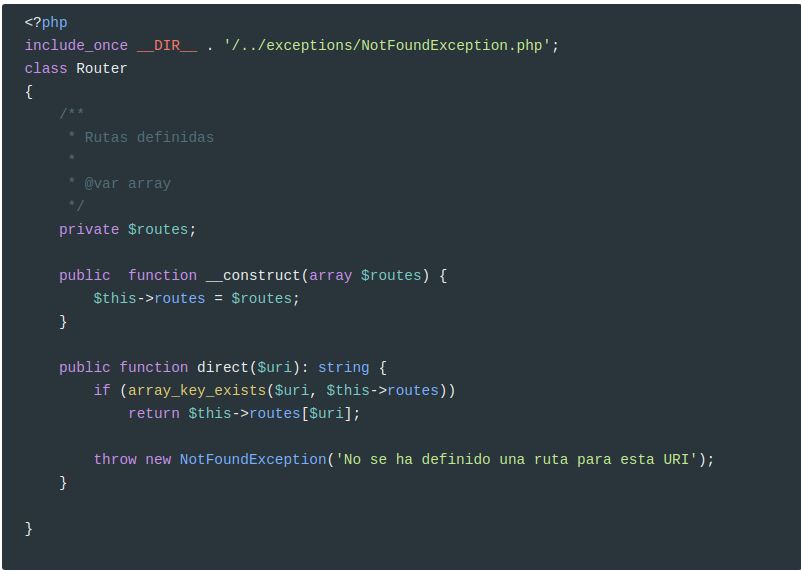 <?php
include_once __DIR__ . '/../exceptions/NotFoundException.php';
class Router
{
    /**
     * Rutas definidas
     *
     * @var array
     */
    private $routes;

    public  function __construct(array $routes) {
        $this->routes = $routes;
    }

    public function direct($uri): string {
        if (array_key_exists($uri, $this->routes))
            return $this->routes[$uri];

        throw new NotFoundException('No se ha definido una ruta para esta URI');
    }

}